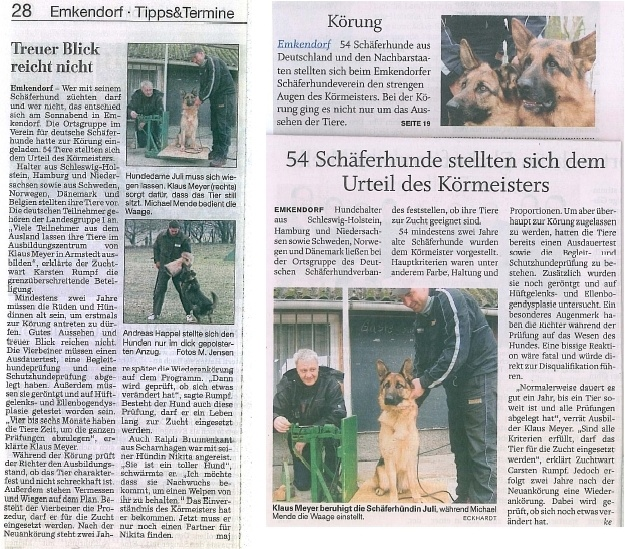 28 Emkendorf · Tipps&Termine
Treuer Blick
reicht nicht
Emkendorf – Wer mit seinem
Schäferhund züchten darf
und wer nicht, das entschied
sich am Sonnabend in Em-
kendorf. Die Ortsgruppe im
Verein für deutsche Schäfer-
hunde hatte zur Körung ein-
geladen. 54 Tiere stellten sich
dem Urteil des Körmeisters.
Halter aus Schleswig-Hol-
stein, Hamburg und Nieder-
sachsen sowie aus Schweden,
Norwegen, Dänemark und
Belgien stellten ihre Tiere vor.
Die deutschen Teilnehmer ge-
hören der Landesgruppe 1 an.
„Viele Teilnehmer aus dem
Ausland lassen ihre Tiere im
Ausbildungszentrum von
Klaus Meyer in Armstedt aus-
bilden“, erklärte der Zucht-
wart Karsten Rumpf die
grenzüberschreitende Betei-
ligung.
Mindestens zwei Jahre
müssen die Rüden und Hün-
dinnen alt sein, um erstmals
zur Körung antreten zu dür-
fen. Gutes Aussehen und
treuer Blick reichen nicht.
Die Vierbeiner müssen einen
Ausdauertest, eine Begleit-
hundeprüfung und eine
Schutzhundeprüfung abge-
legt haben. Außerdem müs-
sen sie geröntgt und auf Hüft-
gelenks- und Ellenbogendys-
plasie getestet worden sein.
„Vier bis sechs Monate haben
die Tiere Zeit, um die ganzen
Prüfungen abzulegen“, er-
klärte Klaus Meyer.
Während der Körung prüft
der Richter den Ausbildungs-
stand, ob das Tier charakter-
fest und nicht schreckhaft ist.
Außerdem stehen Vermessen
und Wiegen auf dem Plan. Be-
steht der Vierbeiner die Pro-
zedur, darf er für die Zucht
eingesetzt werden. Nach der
Neuankörung steht zwei Jah-
Hundedame Juli muss sich wie-
gen lassen. Klaus Meyer (rechts)
sorgt dafür, dass das Tier still
sitzt. Michael Mende bedient die
Waage.
Andreas Happel stellte sich den
Hunden nur im dick gepolster-
ten Anzug. Fotos M. Jensen
re später die Wiederankörung
auf dem Programm. „Dann
wird geprüft, ob sich etwas
verändert hat“, sagte Rumpf.
Besteht der Hund auch diese
Prüfung, darf er ein Leben
lang zur Zucht eingesetzt
werden.
Auch Ralph Brunnenkant
aus Scharnhagen war mit sei-
ner Hündin Nikita angereist.
„Sie ist ein toller Hund“,
schwärmte er. „Ich möchte
dass sie Nachwuchs be-
kommt, um einen Welpen von
ihr zu behalten.“ Das Einver-
ständnis des Körmeisters hat
er bekommen. Jetzt muss er
nur noch einen Partner für
Nikita finden. maj
Körung
Emkendorf 54 Schäferhunde aus
Deutschland und den Nachbarstaa-
ten stellten sich beim Emkendorfer
Schäferhundeverein den strengen
Augen des Körmeisters. Bei der Kö-
rung ging es nicht nur um das Aus-
sehen der Tiere. SEITE 19
54 Schäferhunde stellten sich dem
Urteil des Körmeisters
EMKENDORF Hundehalter
aus Schleswig-Holstein,
Hamburg und Niedersach-
sen sowie Schweden, Norwe-
gen und Dänemark ließen bei
der Ortsgruppe des Deut-
schen Schäferhundverban-
des feststellen, ob ihre Tiere
zur Zucht geeignet sind.
54 mindestens zwei Jahre
alte Schäferhunde wurden
dem Körmeister vorgestellt.
Hauptkriterien waren unter
anderem Farbe, Haltung und
Proportionen. Um aber über-
haupt zur Körung zugelassen
zu werden, hatten die Tiere
bereits einen Ausdauertest
sowie die Begleit- und
Schutzhundprüfung zu be-
stehen. Zusätzlich wurden
sie noch geröntgt und auf
Hüftgelenks- und Ellenbo-
gendysplasie untersucht. Ein
besonderes Augenmerk ha-
ben die Richter während der
Prüfung auf das Wesen des
Hundes. Eine bissige Reakti-
on wäre fatal und würde di-
rekt zur Disqualifikation füh-
ren.
„Normalerweise dauert es
gut ein Jahr, bis ein Tier so-
weit ist und alle Prüfungen
abgelegt hat“, verrät Ausbil-
der Klaus Meyer. „Sind alle
Kriterien erfüllt, darf das
Tier für die Zucht eingesetzt
werden“, erklärt Zuchtwart
Carsten Rumpf. Jedoch er-
folgt zwei Jahre nach der
Neuankörung eine Wieder-
ankörung. Dabei wird ge-
prüft, ob sich noch etwas ver-
ändert hat. ke
Klaus Meyer beruhigt die Schäferhündin Juli, während Michael
Mende die Waage einstellt. ECKHARDT